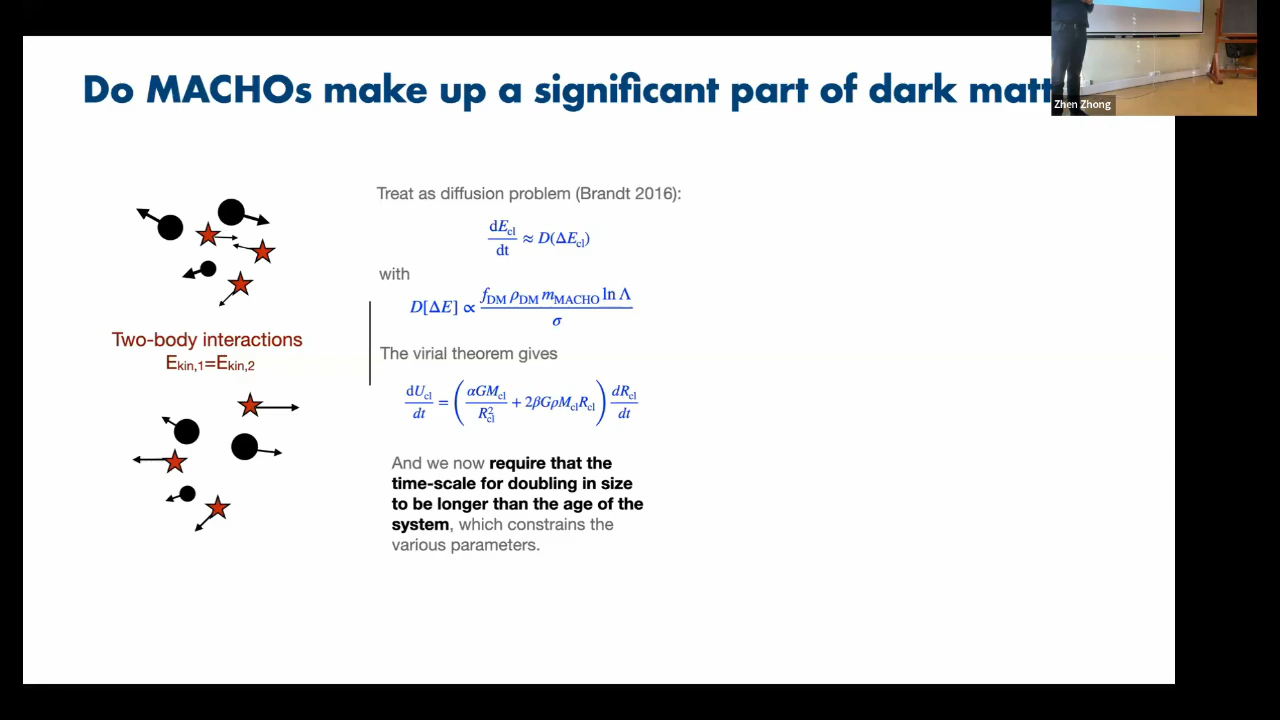 Do MACHOs make up a significant part of dark matt
Zhen Zhong
Treat as diffusion problem (Brandt 2016):
dE_cl/dt ≈ D(ΔE_cl)
with
D[ΔE] ∝ f_DM ρ_DM m_MACHO ln Λ / σ
The virial theorem gives
dU_cl/dt = (αGM_cl/R_cl^2 + 2βGρM_clR_cl) dR_cl/dt
And we now require that the
time-scale for doubling in size
to be longer than the age of the
system, which constrains the
various parameters.
Two-body interactions
E_kin,1=E_kin,2